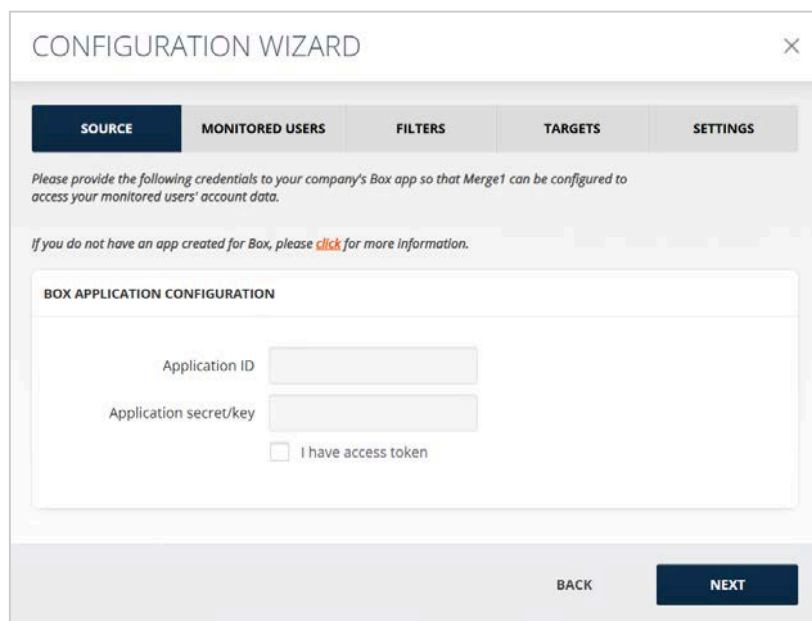 CONFIGURATION WIZARD
SOURCE MONITORED USERS FILTERS TARGETS SETTINGS
Please provide the following credentials to your company's Box app so that Merge1 can be configured to
access your monitored users' account data.
If you do not have an app created for Box, please click for more information.
BOX APPLICATION CONFIGURATION
Application ID
Application secret/key
I have access token
BACK NEXT